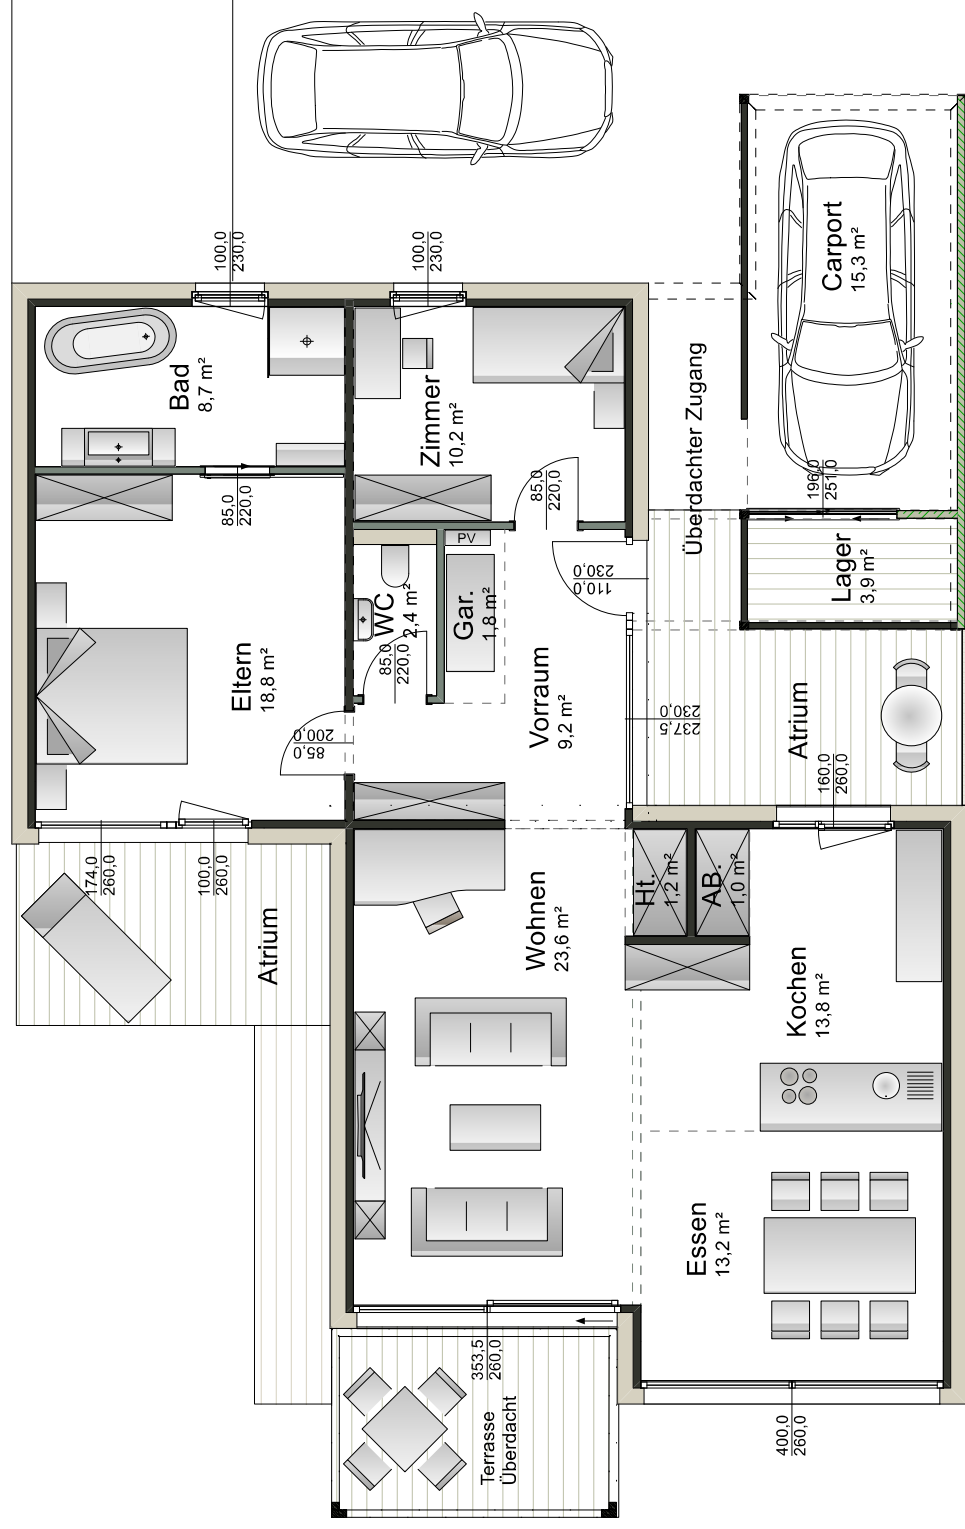 100,0
230,0
100,0
230,0
Carport
15,3 m²
Bad
8,7 m²
Zimmer
10,2 m²
Überdachter Zugang
196,0
251,0
85,0
220,0
85,0
220,0
PV
Lager
3,9 m²
110,0
230,0
WC
2,4 m²
Gar.
1,8 m²
Eltern
18,8 m²
85,0
220,0
Vorraum
9,2 m²
85,0
200,0
237,5
230,0
Atrium
160,0
260,0
174,0
260,0
100,0
260,0
Ht.
1,2 m²
AB.
1,0 m²
Atrium
Wohnen
23,6 m²
Kochen
13,8 m²
Essen
13,2 m²
353,5
260,0
Terrasse
Überdacht
400,0
260,0